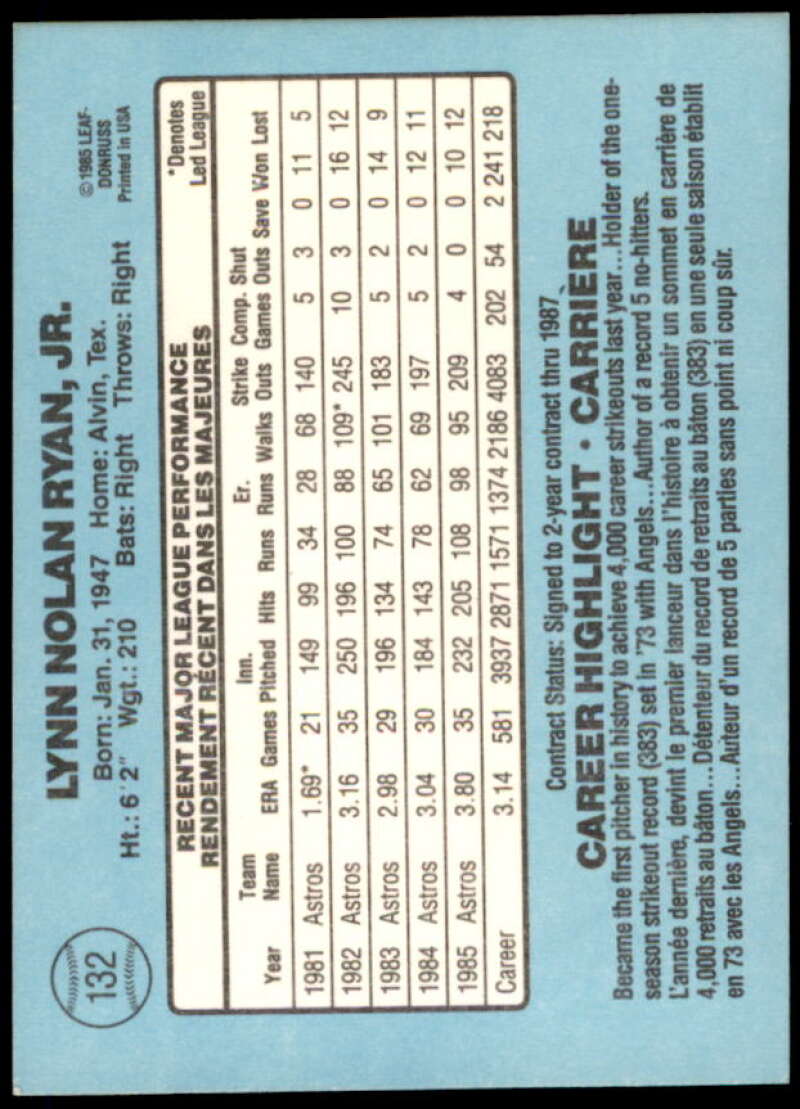 132
LYNN NOLAN RYAN, JR.
Born: Jan. 31, 1947 Home: Alvin, Tex.
Ht.: 6'2" Wgt.: 210 Bats: Right Throws: Right
©1985 LEAF-
DONRUSS
Printed in USA
RECENT MAJOR LEAGUE PERFORMANCE *Denotes
RENDEMENT RÉCENT DANS LES MAJEURES Led League
Team Inn. Er. Strike Comp. Shut
Year Name ERA Games Pitched Hits Runs Runs Walks Outs Games Outs Save Won Lost
1981 Astros 1.69* 21 149 99 34 28 68 140 5 3 0 11 5
1982 Astros 3.16 35 250 196 100 88 109* 245 10 3 0 16 12
1983 Astros 2.98 29 196 134 74 65 101 183 5 2 0 14 9
1984 Astros 3.04 30 184 143 78 62 69 197 5 2 0 12 11
1985 Astros 3.80 35 232 205 108 98 95 209 4 0 0 10 12
Career 3.14 581 3937 2871 1571 1374 2186 4083 202 54 2 241 218
Contract Status: Signed to 2-year contract thru 1987
CAREER HIGHLIGHT • CARRIÈRE
Became the first pitcher in history to achieve 4,000 career strikeouts last year...Holder of the one-
season strikeout record (383) set in '73 with Angels...Author of a record 5 no-hitters.
L'année dernière, devint le premier lanceur dans l'histoire à obtenir un sommet en carrière de
4,000 retraits au bâton...Détenteur du record de retraits au bâton (383) en une seule saison établit
en 73 avec les Angels...Auteur d'un record de 5 parties sans point ni coup sûr.